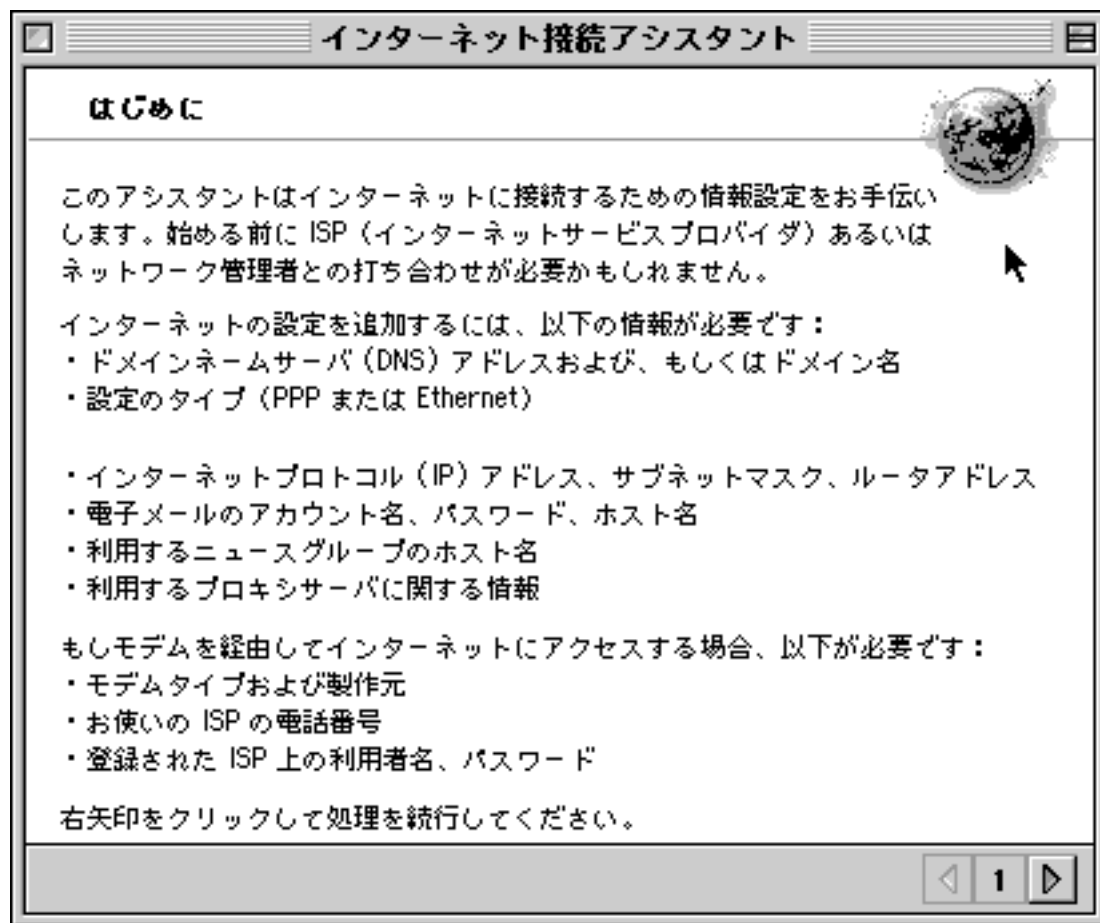 インターネット接続アシスタント
はじめに
このアシスタントはインターネットに接続するための情報設定をお手伝い
します。始める前に ISP（インターネットサービスプロバイダ）あるいは
ネットワーク管理者との打ち合わせが必要かもしれません。
インターネットの設定を追加するには、以下の情報が必要です：
・ドメインネームサーバ（DNS）アドレスおよび、もしくはドメイン名
・設定のタイプ（PPP または Ethernet）
・インターネットプロトコル（IP）アドレス、サブネットマスク、ルータアドレス
・電子メールのアカウント名、パスワード、ホスト名
・利用するニュースグループのホスト名
・利用するプロキシサーバに関する情報
もしモデムを経由してインターネットにアクセスする場合、以下が必要です：
・モデムタイプおよび製作元
・お使いの ISP の電話番号
・登録された ISP 上の利用者名、パスワード
右矢印をクリックして処理を続行してください。
1